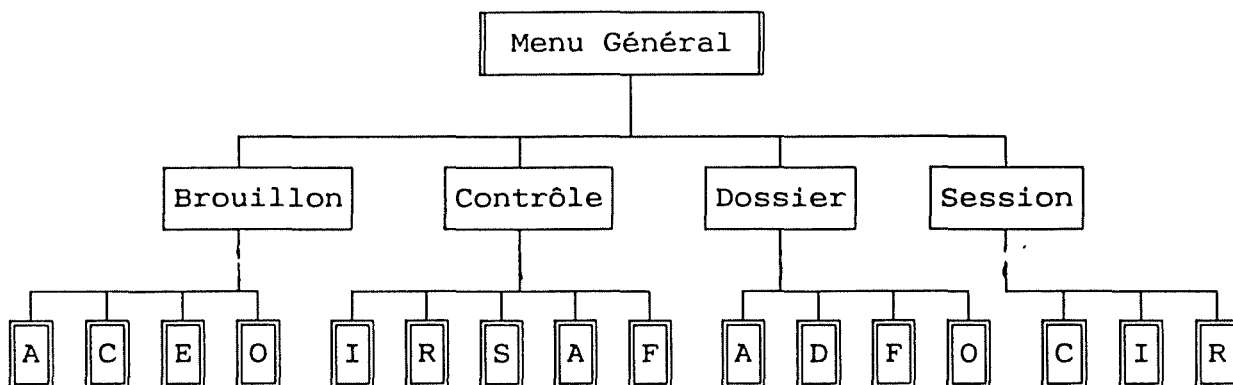 Menu Général
Brouillon Contrôle Dossier Session
A C E O I R S A F A D F O C I R